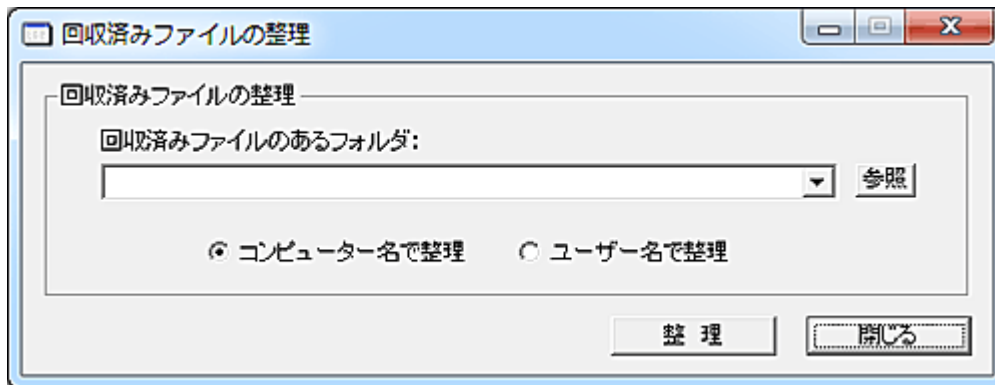 回収済みファイルの整理
回収済みファイルの整理
回収済みファイルのあるフォルダ:
参照
コンピューター名で整理 ユーザー名で整理
整 理 閉じる